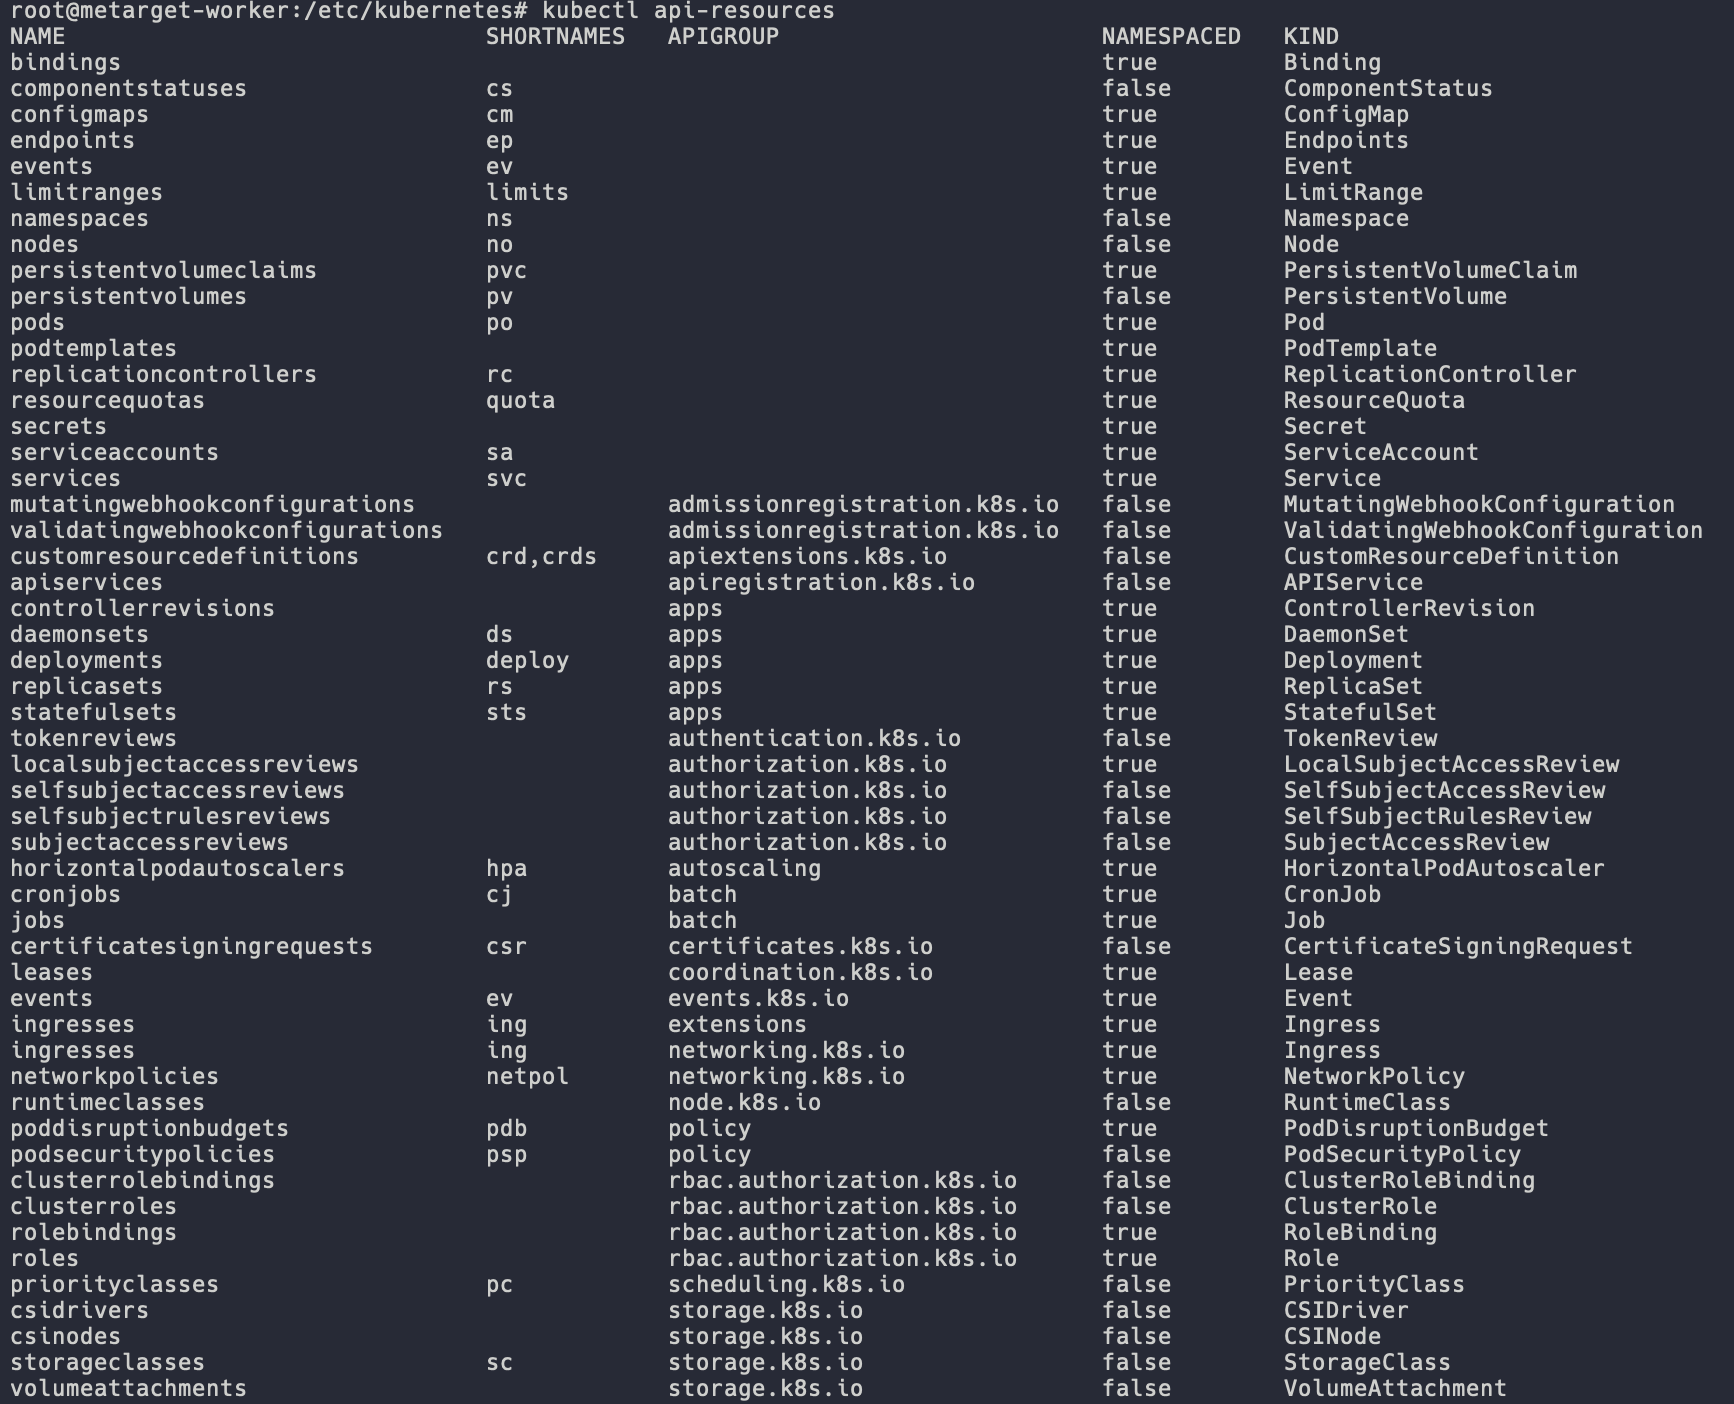 root@metarget-worker:/etc/kubernetes# kubectl api-resources
NAME SHORTNAMES APIGROUP NAMESPACED KIND
bindings true Binding
componentstatuses cs false ComponentStatus
configmaps cm true ConfigMap
endpoints ep true Endpoints
events ev true Event
limitranges limits true LimitRange
namespaces ns false Namespace
nodes no false Node
persistentvolumeclaims pvc true PersistentVolumeClaim
persistentvolumes pv false PersistentVolume
pods po true Pod
podtemplates true PodTemplate
replicationcontrollers rc true ReplicationController
resourcequotas quota true ResourceQuota
secrets true Secret
serviceaccounts sa true ServiceAccount
services svc true Service
mutatingwebhookconfigurations admissionregistration.k8s.io false MutatingWebhookConfiguration
validatingwebhookconfigurations admissionregistration.k8s.io false ValidatingWebhookConfiguration
customresourcedefinitions crd,crds apiextensions.k8s.io false CustomResourceDefinition
apiservices apiregistration.k8s.io false APIService
controllerrevisions apps true ControllerRevision
daemonsets ds apps true DaemonSet
deployments deploy apps true Deployment
replicasets rs apps true ReplicaSet
statefulsets sts apps true StatefulSet
tokenreviews authentication.k8s.io false TokenReview
localsubjectaccessreviews authorization.k8s.io true LocalSubjectAccessReview
selfsubjectaccessreviews authorization.k8s.io false SelfSubjectAccessReview
selfsubjectrulesreviews authorization.k8s.io false SelfSubjectRulesReview
subjectaccessreviews authorization.k8s.io false SubjectAccessReview
horizontalpodautoscalers hpa autoscaling true HorizontalPodAutoscaler
cronjobs cj batch true CronJob
jobs batch true Job
certificatesigningrequests csr certificates.k8s.io false CertificateSigningRequest
leases coordination.k8s.io true Lease
events ev events.k8s.io true Event
ingresses ing extensions true Ingress
ingresses ing networking.k8s.io true Ingress
networkpolicies netpol networking.k8s.io true NetworkPolicy
runtimeclasses node.k8s.io false RuntimeClass
poddisruptionbudgets pdb policy true PodDisruptionBudget
podsecuritypolicies psp policy false PodSecurityPolicy
clusterrolebindings rbac.authorization.k8s.io false ClusterRoleBinding
clusterroles rbac.authorization.k8s.io false ClusterRole
rolebindings rbac.authorization.k8s.io true RoleBinding
roles rbac.authorization.k8s.io true Role
priorityclasses pc scheduling.k8s.io false PriorityClass
csidrivers storage.k8s.io false CSIDriver
csinodes storage.k8s.io false CSINode
storageclasses sc storage.k8s.io false StorageClass
volumeattachments storage.k8s.io false VolumeAttachment